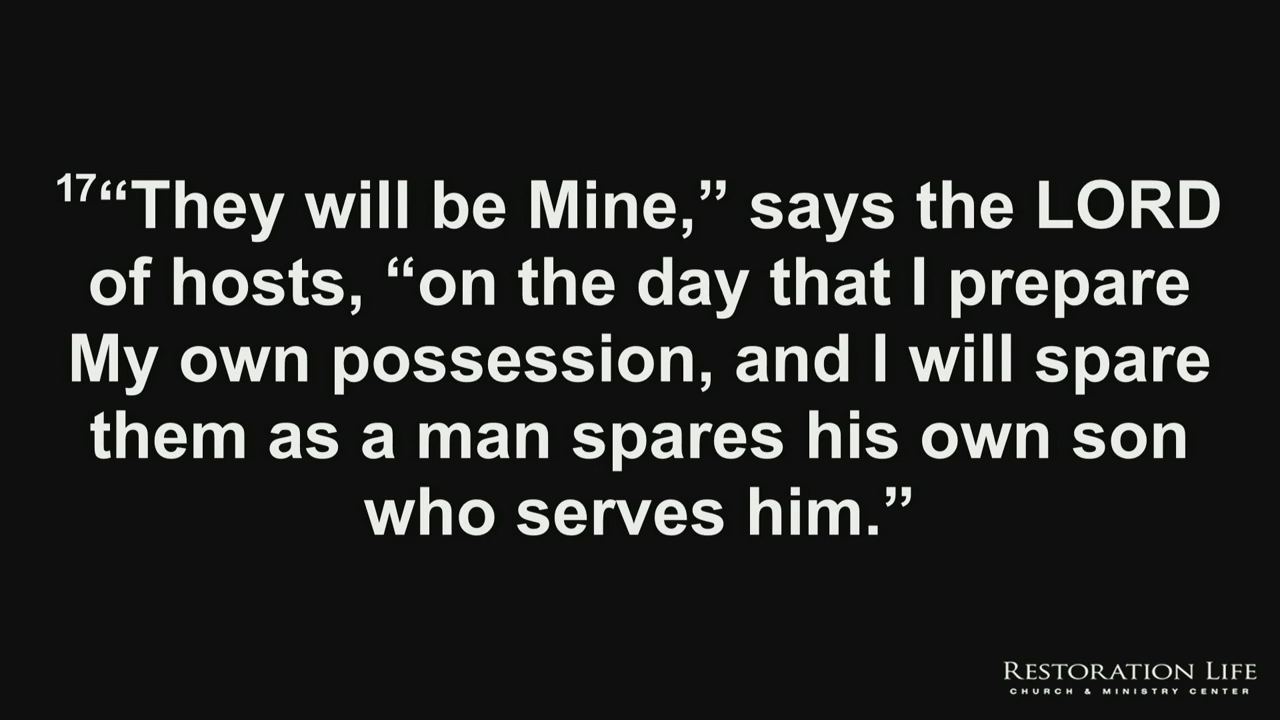 17“They will be Mine,” says the LORD
of hosts, “on the day that I prepare
My own possession, and I will spare
them as a man spares his own son
who serves him.”
RESTORATION LIFE
CHURCH & MINISTRY CENTER